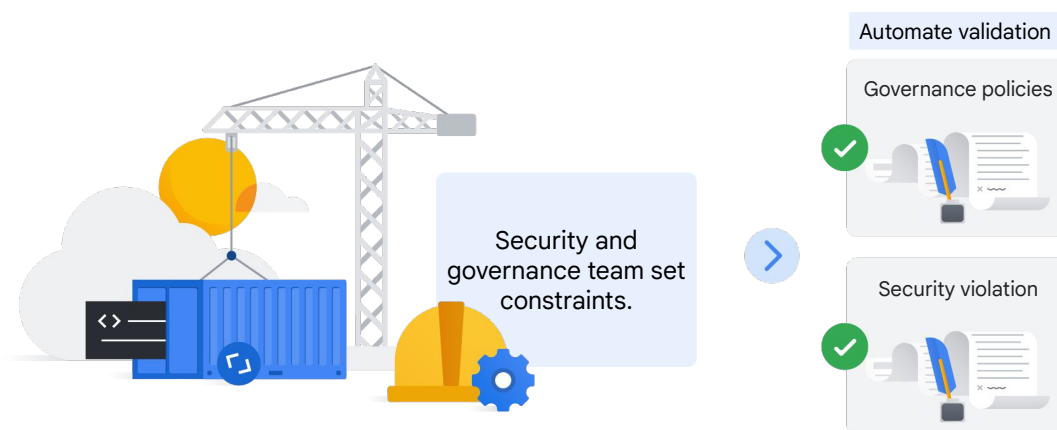 Automate validation
Governance policies
Security and
governance team set
constraints.
Security violation